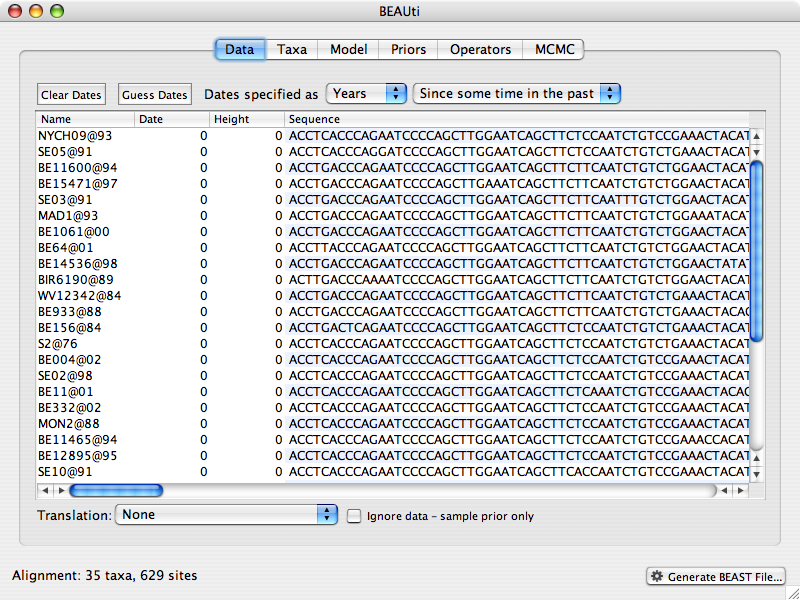 BEAUti
Data Taxa Model Priors Operators MCMC
Clear Dates Guess Dates Dates specified as Years Since some time in the past
Name Date Height Sequence
NYCH09@93 0 0 ACCTCACCCAGAATCCCCAGCTTGGAATCAGCTTCTCCAATCTGTCCGAAACTACAT
SE05@91 0 0 ACCTGACCCAGGATCCCCAGCTTGGAATCAGCTTCTCCAATCTGTCTGAAACTACAT
BE11600@94 0 0 ACCTGACCCAGAATCCCCAGCTTGGAATCAGCTTCTTCAATCTGTCTGGAACTACAT
BE15471@97 0 0 ACCTGACCCAGAATCCCCAGCTTGAAATCAGCTTCTTCAATCTGTCTGGAACTACAT
SE03@91 0 0 ACCTGACCCAGAATCCCCAGCTTGGAATCAGCTTCTTCAATTTGTCTGGAACTACAT
MAD1@93 0 0 ACCTGACCCAGAATCCCCAGCTTGGAATCAGCTTCTTCAATCTGTCTGGAAATACAT
BE1061@00 0 0 ACCTGACCCAGAATCCCCAGCTTGGAATCAGCTTCTTCAATCTGTCTGGAACTACAT
BE64@01 0 0 ACCTTACCCAGAATCCCCAGCTTGGAATCAGCTTCTTCAATCTGTCTGGAACTACAT
BE14536@98 0 0 ACCTGACCCAGAATCCCCAGCTTGGAATCAGCTTCTTCAATCTGTCTGGAACTATAT
BIR6190@89 0 0 ACTTGACCCAAAATCCCCAGCTTGGAATCAGCTTCTTCAATCTGTCCGAAACTACAT
WV12342@84 0 0 ACCTGACCCAGAATCCCCAGCTTGGAATCAGCTTCTTCAATCTGTCTGAAACTACAT
BE933@88 0 0 ACCTGACCCAGAATCCCCAGCTTGGAATCAGCTTCTTCAATCTGTCTGAAACTACAC
BE156@84 0 0 ACCTGACTCAGAATCCCCAGCTTGGAATCAGCTTCTCCAATCTGTCTGAAACTACAT
S2@76 0 0 ACCTCACCCAGAATCCCCAGCTTGGAATCAGCTTCTCCAATCTGTCCGAAACTACAT
BE004@02 0 0 ACCTCACCCAGAATCCCCAGCTTGGAATCAGCTTCTCCAATCTGTCCGAAACTACAT
SE02@98 0 0 ACCTCACCCAGAATCCCCAGCTTGGAATCAGCTTCTCCAATCTGTCCGAAACTACAT
BE11@01 0 0 ACCTCACCCAGAATCCCCAGCTTGGAATCAGCTTCTCAAATCTGTCCGAAACTACAC
BE332@02 0 0 ACCTCACCCAGAATCCCCAGCTTGGAATCAGCTTCTCCAATCTGTCCGAAACTACAT
MON2@88 0 0 ACCTCACCCAGAATCCCCAGCTTGGAATCAGCTTCTCCAATCTGTCCGAAACTACAT
BE11465@94 0 0 ACCTCACCCAGAATCCCCAGCTTGGAATCAGCTTCTCCAATCTGTCCGAAACCACAT
BE12895@95 0 0 ACCTCACCCAGAATCCCCAGCTTGGAATCAGCTTCTCCAATCTGTCCGAAACTACAT
SE10@91 0 0 ACCTCACCCAGAATCCCCAGCTTGGAATCAGCTTCACCAATCTGTCCGAAACTACAT
Translation: None Ignore data – sample prior only
Alignment: 35 taxa, 629 sites Generate BEAST File...